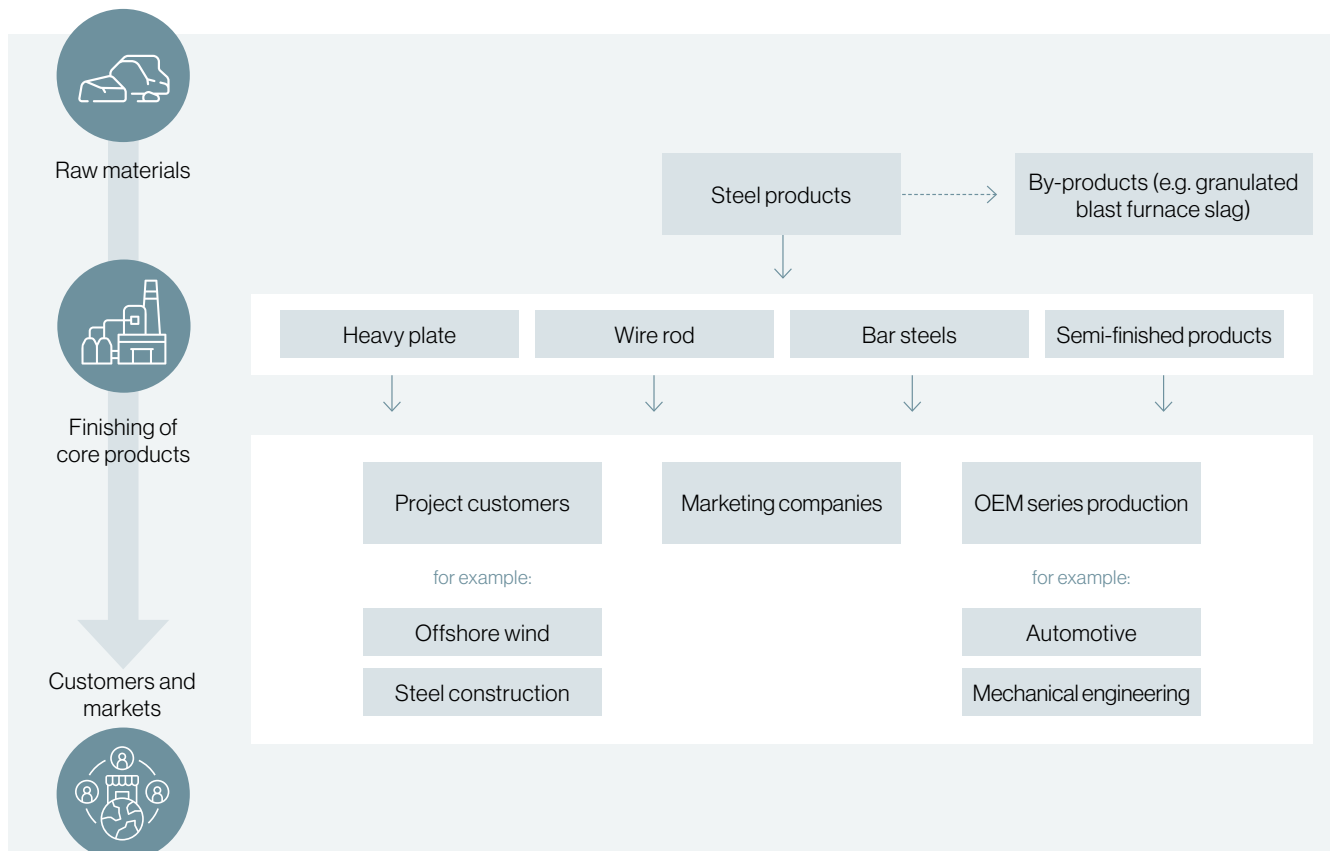 Raw materials
Steel products
By-products (e.g. granulated
blast furnace slag)
Heavy plate
Wire rod
Bar steels
Semi-finished products
Finishing of
core products
Project customers
Marketing companies
OEM series production
for example:
for example:
Offshore wind
Automotive
Steel construction
Mechanical engineering
Customers and
markets